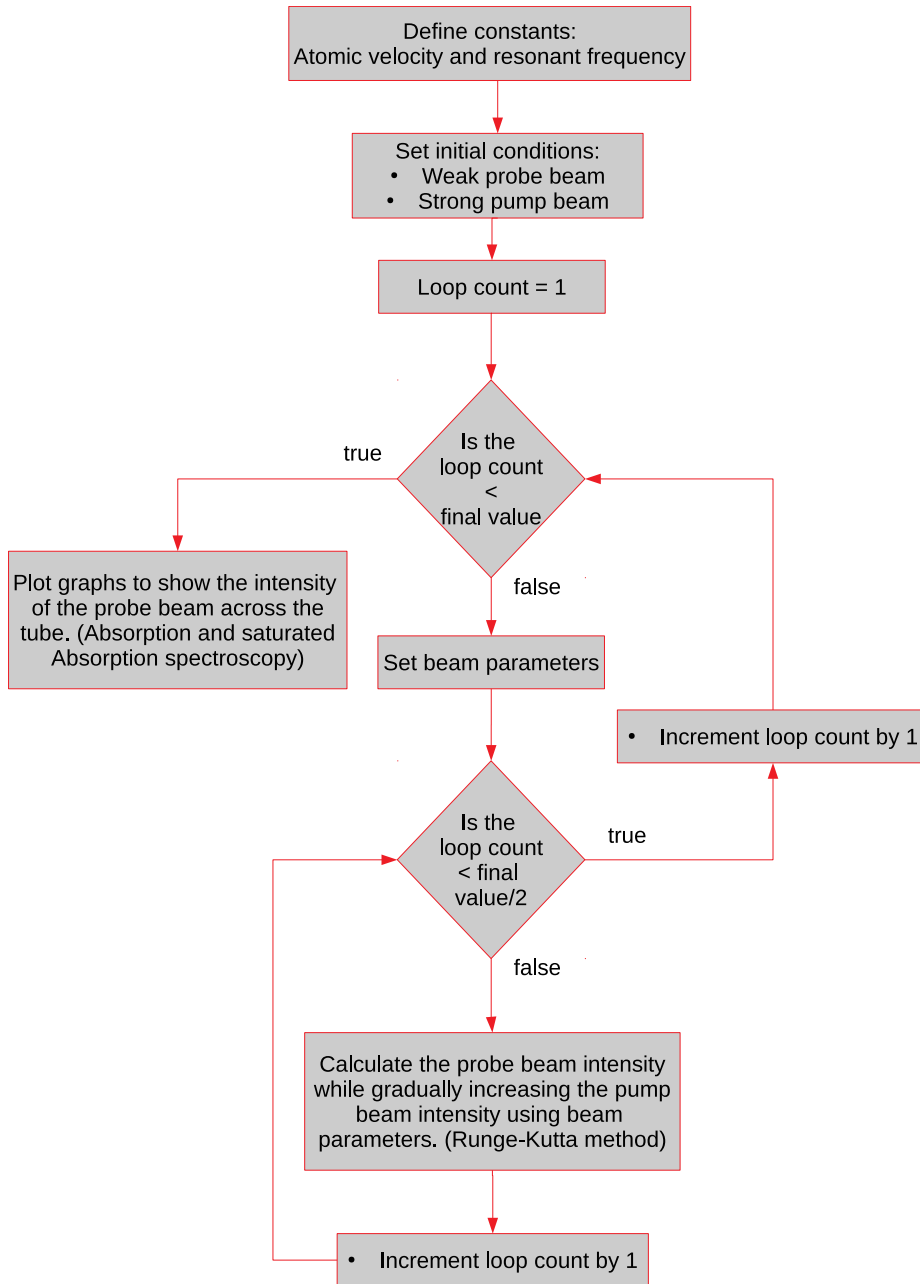 Define constants:
Atomic velocity and resonant frequency
Set initial conditions:
• Weak probe beam
• Strong pump beam
Loop count = 1
Is the
loop count
<
final value
true
false
Plot graphs to show the intensity
of the probe beam across the
tube. (Absorption and saturated
Absorption spectroscopy)
Set beam parameters
• Increment loop count by 1
Is the
loop count
< final
value/2
true
false
Calculate the probe beam intensity
while gradually increasing the pump
beam intensity using beam
parameters. (Runge-Kutta method)
• Increment loop count by 1